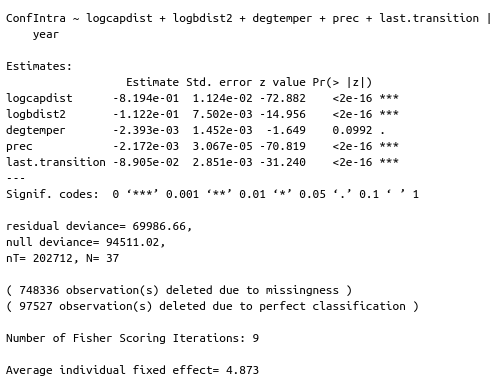 ConfIntra ~ logcapdist + logbdist2 + degtemper + prec + last.transition |
    year
Estimates:
                  Estimate Std. error z value Pr(> |z|)
logcapdist      -8.194e-01  1.124e-02 -72.882    <2e-16 ***
logbdist2       -1.122e-01  7.502e-03 -14.956    <2e-16 ***
degtemper       -2.393e-03  1.452e-03  -1.649    0.0992 .
prec            -2.172e-03  3.067e-05 -70.819    <2e-16 ***
last.transition -8.905e-02  2.851e-03 -31.240    <2e-16 ***
---
Signif. codes:  0 ‘***’ 0.001 ‘**’ 0.01 ‘*’ 0.05 ‘.’ 0.1 ‘ ’ 1
residual deviance= 69986.66,
null deviance= 94511.02,
nT= 202712, N= 37
( 748336 observation(s) deleted due to missingness )
( 97527 observation(s) deleted due to perfect classification )
Number of Fisher Scoring Iterations: 9
Average individual fixed effect= 4.873